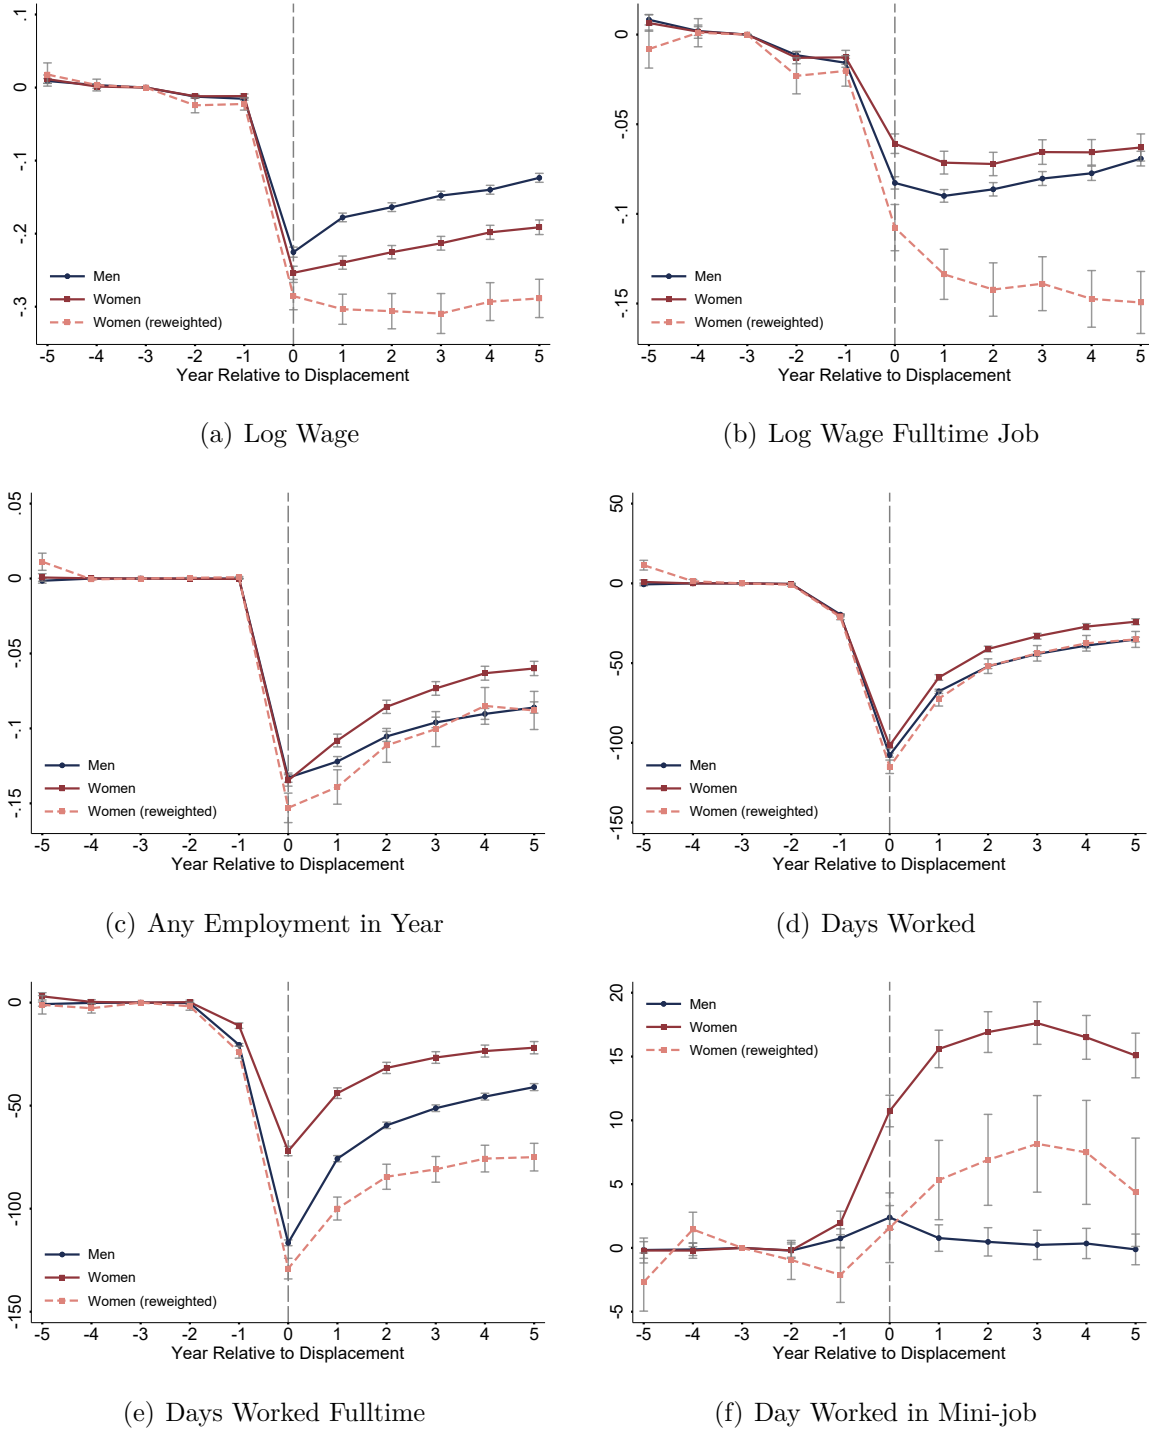 .1
0
-.1
-.2
-.3
Men
Women
Women (reweighted)
-5 -4 -3 -2 -1 0 1 2 3 4 5
Year Relative to Displacement
(a) Log Wage
0
-.05
-.1
-.15
Men
Women
Women (reweighted)
-5 -4 -3 -2 -1 0 1 2 3 4 5
Year Relative to Displacement
(b) Log Wage Fulltime Job
.05
0
-.05
-.1
-.15
Men
Women
Women (reweighted)
-5 -4 -3 -2 -1 0 1 2 3 4 5
Year Relative to Displacement
(c) Any Employment in Year
50
0
-50
-100
-150
Men
Women
Women (reweighted)
-5 -4 -3 -2 -1 0 1 2 3 4 5
Year Relative to Displacement
(d) Days Worked
0
-50
-100
-150
Men
Women
Women (reweighted)
-5 -4 -3 -2 -1 0 1 2 3 4 5
Year Relative to Displacement
(e) Days Worked Fulltime
20
15
10
5
0
-5
Men
Women
Women (reweighted)
-5 -4 -3 -2 -1 0 1 2 3 4 5
Year Relative to Displacement
(f) Day Worked in Mini-job